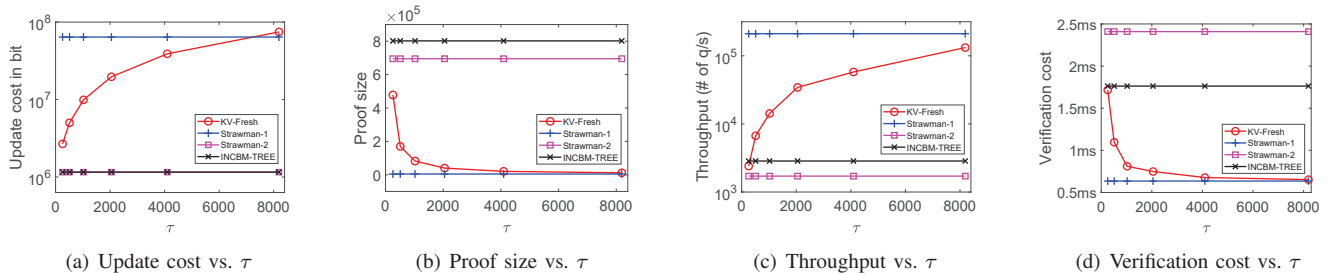 10^8
10^7
10^6
Update cost in bit
KV-Fresh
Strawman-1
Strawman-2
INCBM-TREE
0 2000 4000 6000 8000
τ
(a) Update cost vs. τ
×10^5
8
6
4
2
0
Proof size
KV-Fresh
Strawman-1
Strawman-2
INCBM-TREE
0 2000 4000 6000 8000
τ
(b) Proof size vs. τ
10^5
10^4
10^3
Throughput (# of q/s)
KV-Fresh
Strawman-1
Strawman-2
INCBM-TREE
0 2000 4000 6000 8000
τ
(c) Throughput vs. τ
2.5ms
2ms
1.5ms
1ms
0.5ms
Verification cost
KV-Fresh
Strawman-1
Strawman-2
INCBM-TREE
0 2000 4000 6000 8000
τ
(d) Verification cost vs. τ